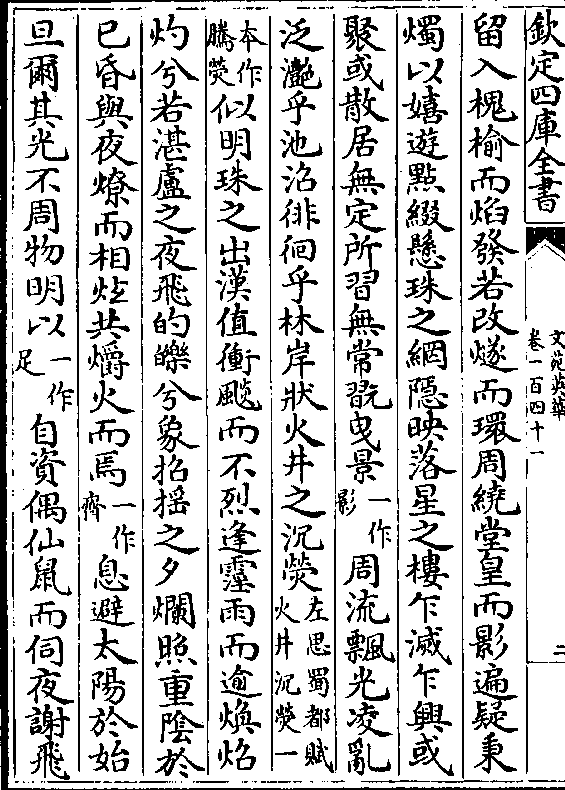 欽定四庫全書
文苑英華
卷一百四十一
二
留入槐榆而焰發若改燧而環周繞堂皇而影遍疑秉
燭以嬉遊點綴懸珠之網隱映落星之樓乍滅乍興或
聚或散居無定所習無常翫曳景一作影周流飄光凌亂
泛灧乎池沼徘徊乎林岸狀火井之沉熒左思蜀都賦火井沉熒一
本作騰熒似明珠之出漢值衝飈而不烈逢霪雨而逾煥焰
灼兮若湛盧之夜飛的皪兮象招摇之夕爛照重陰於
已昏與夜燎而相炫共爝火而焉一作齊息避太陽於始
旦爾其光不周物明以一作足自資偶仙鼠而伺夜謝飛